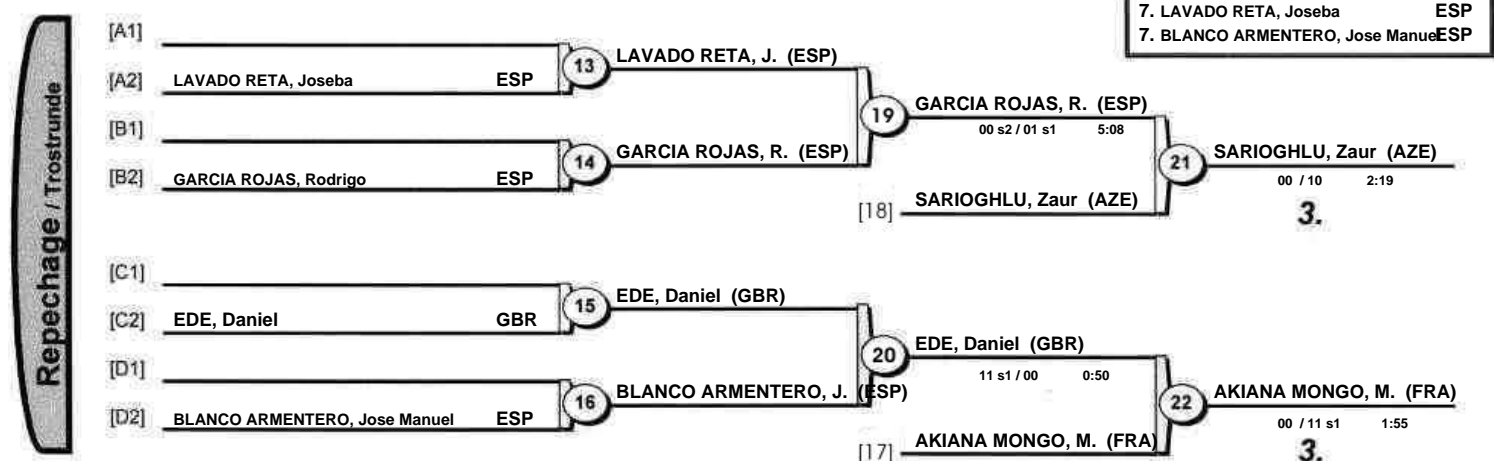 7. LAVADO RETA, Joseba ESP
7. BLANCO ARMENTERO, Jose Manuel ESP
Repechage / Trostrunde
[A1]
[A2] LAVADO RETA, Joseba ESP
13
LAVADO RETA, J. (ESP)
[B1]
[B2] GARCIA ROJAS, Rodrigo ESP
14
GARCIA ROJAS, R. (ESP)
19
GARCIA ROJAS, R. (ESP)
00 s2 / 01 s1 5:08
[18] SARIOGHLU, Zaur (AZE)
21
SARIOGHLU, Zaur (AZE)
00 / 10 2:19
3.
[C1]
[C2] EDE, Daniel GBR
15
EDE, Daniel (GBR)
[D1]
[D2] BLANCO ARMENTERO, Jose Manuel ESP
16
BLANCO ARMENTERO, J. (ESP)
20
EDE, Daniel (GBR)
11 s1 / 00 0:50
[17] AKIANA MONGO, M. (FRA)
22
AKIANA MONGO, M. (FRA)
00 / 11 s1 1:55
3.